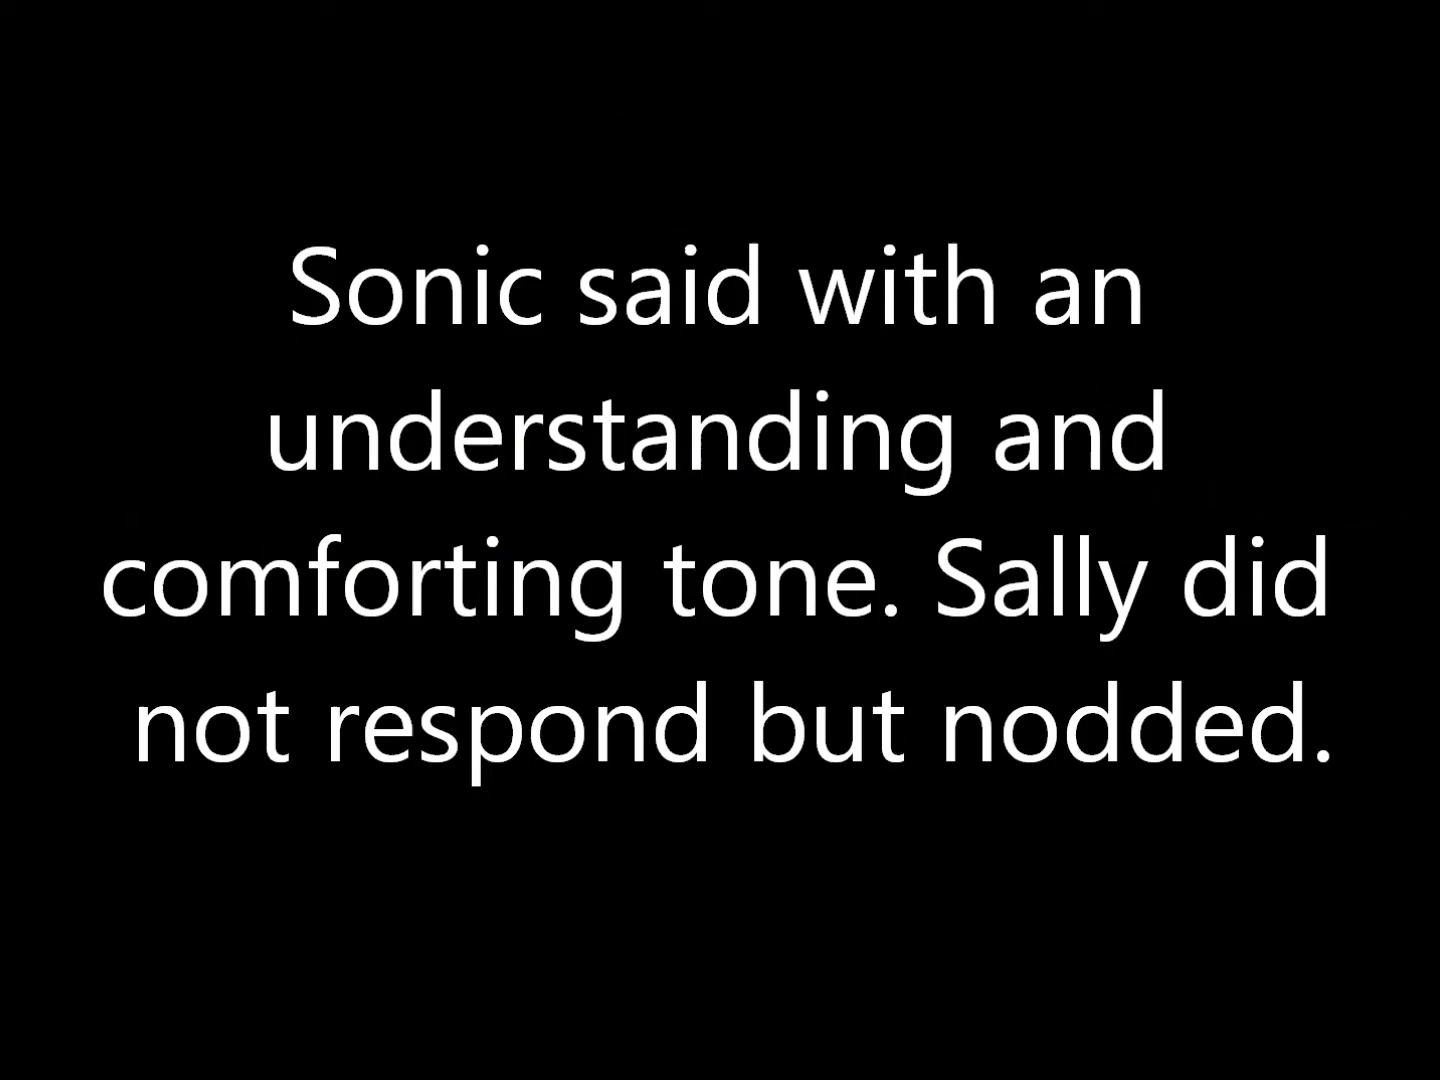 Sonic said with an
understanding and
comforting tone. Sally did
not respond but nodded.